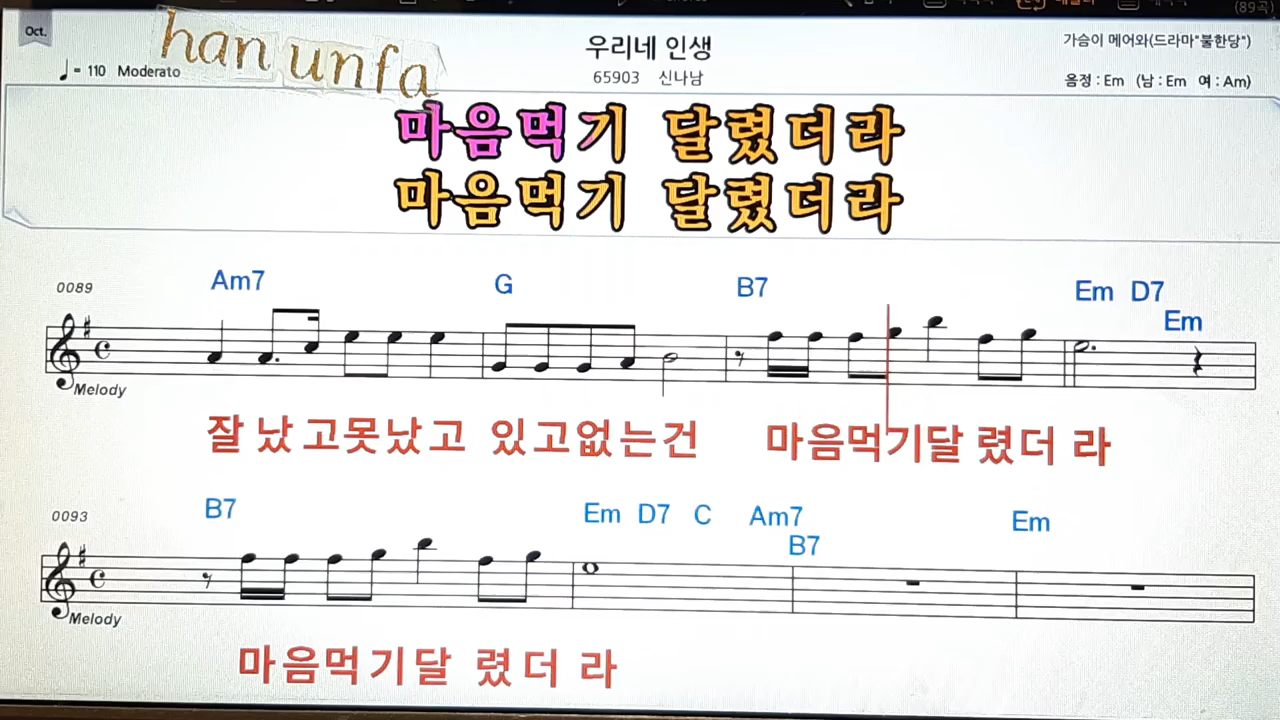 (89곡)
Oct.
han unfa
우리네 인생
가슴이 메어와(드라마"불한당")
♩= 110 Moderato
65903 신나남
음정 : Em (남 : Em 여 : Am)
마음먹기 달렸더라
마음먹기 달렸더라
0089 Am7 G B7 Em D7
Em
Melody
잘 났 고못났고 있고없는건 마음먹기달 렸더 라
0093 B7 Em D7 C Am7 Em
B7
Melody
마음먹기달 렸더 라